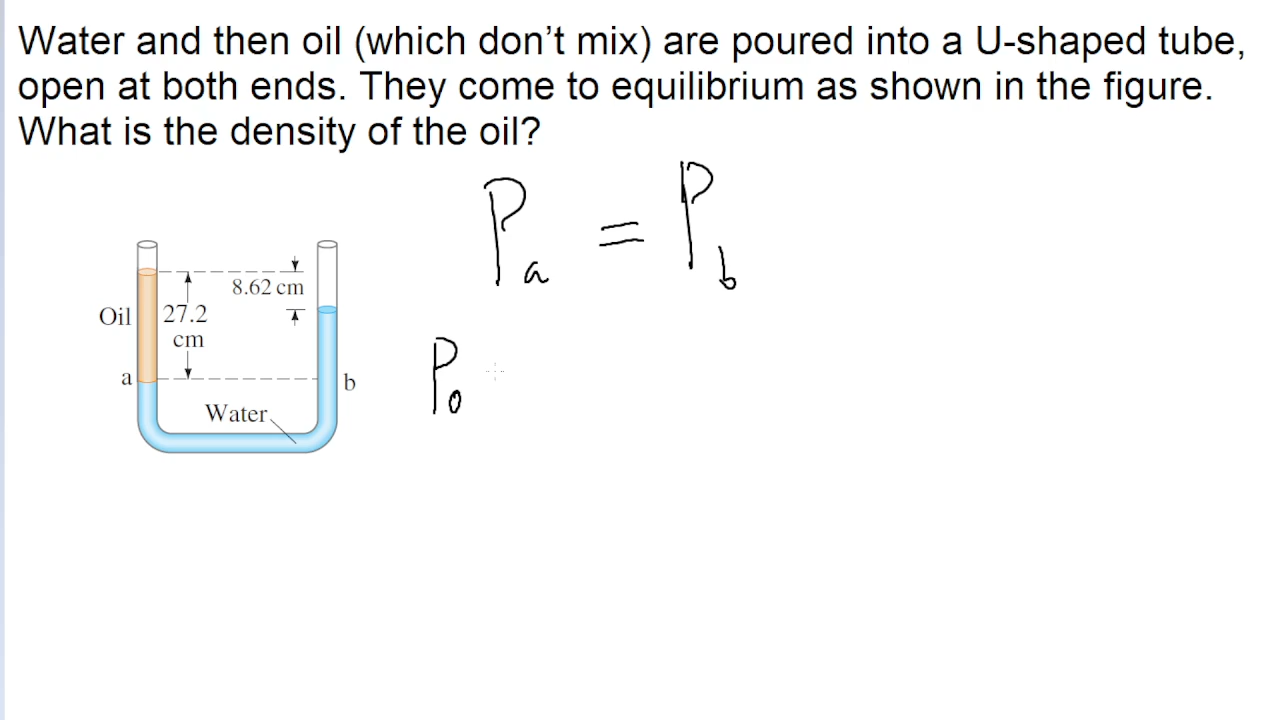 Water and then oil (which don’t mix) are poured into a U-shaped tube,
open at both ends. They come to equilibrium as shown in the figure.
What is the density of the oil?
Pa = Pb
8.62 cm
Oil
27.2
cm
a
b
Water
P0